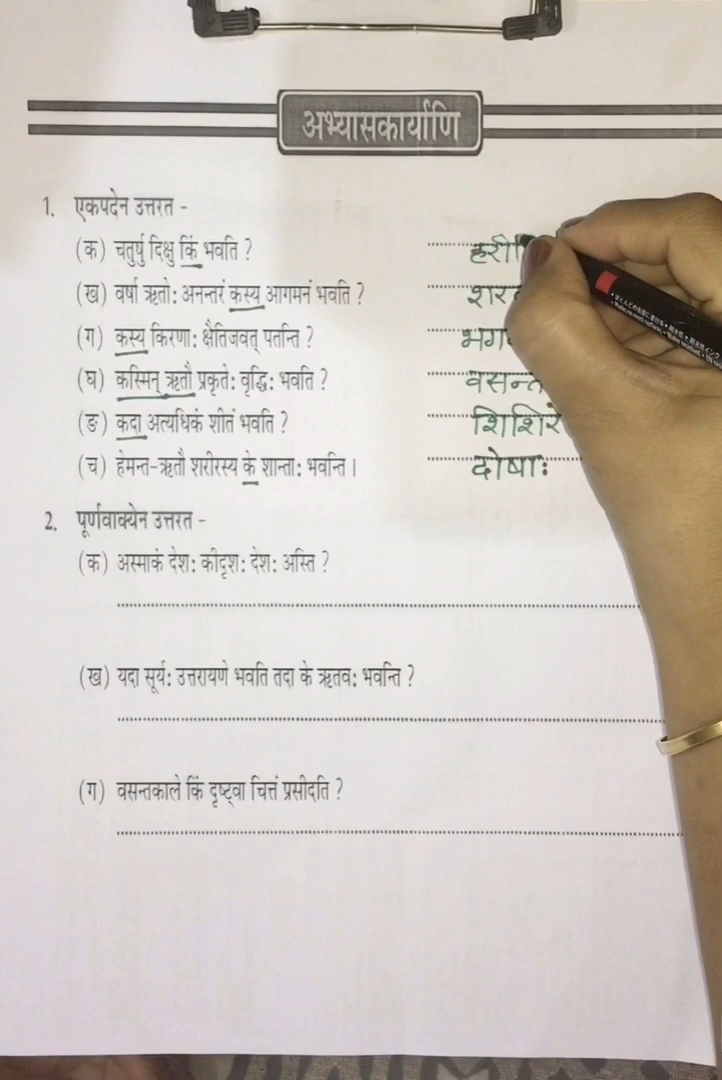 अभ्यासकार्याणि
1. एकपदेन उत्तरत -
(क) चतुर्षु दिक्षु किं भवति ?
(ख) वर्षा ऋतो: अनन्तरं कस्य आगमनं भवति ?
(ग) कस्य किरणा: क्षैतिजवत् पतन्ति ?
(घ) कस्मिन् ऋतौ प्रकृते: वृद्धि: भवति ? वसन्त
(ङ) कदा अत्यधिकं शीतं भवति ?
(च) हेमन्त-ऋतौ शरीरस्य के शान्ता: भवन्ति । दोषाः
2. पूर्णवाक्येन उत्तरत -
(क) अस्माकं देश: कीदृश: देश: अस्ति ?
(ख) यदा सूर्य: उत्तरायणे भवति तदा के ऋतव: भवन्ति ?
(ग) वसन्तकाले किं दृष्ट्वा चित्तं प्रसीदति ?